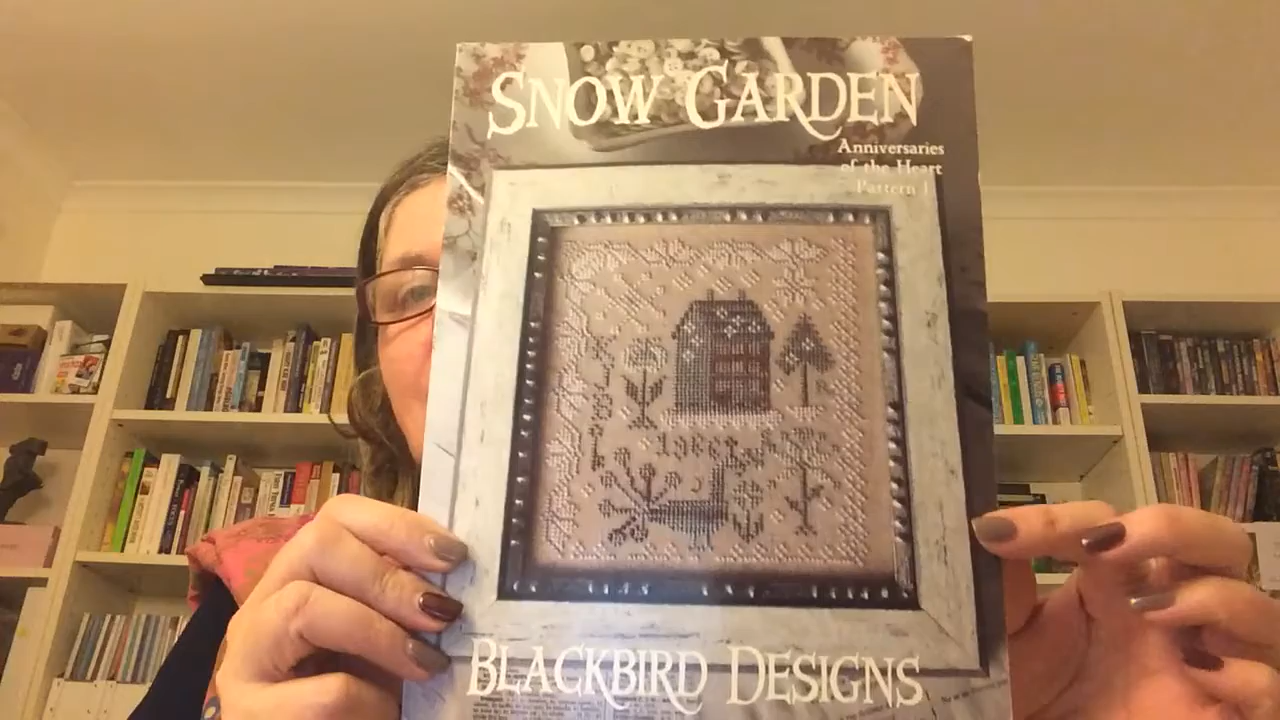 SNOW GARDEN
Anniversaries
of the Heart
Pattern 1
BLACKBIRD DESIGNS